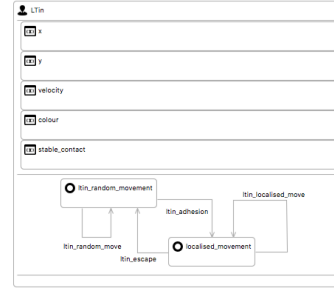 LTin
x
y
velocity
colour
stable_contact
ltin_random_movement
ltin_localised_move
ltin_adhesion
ltin_random_move
localised_movement
ltin_escape